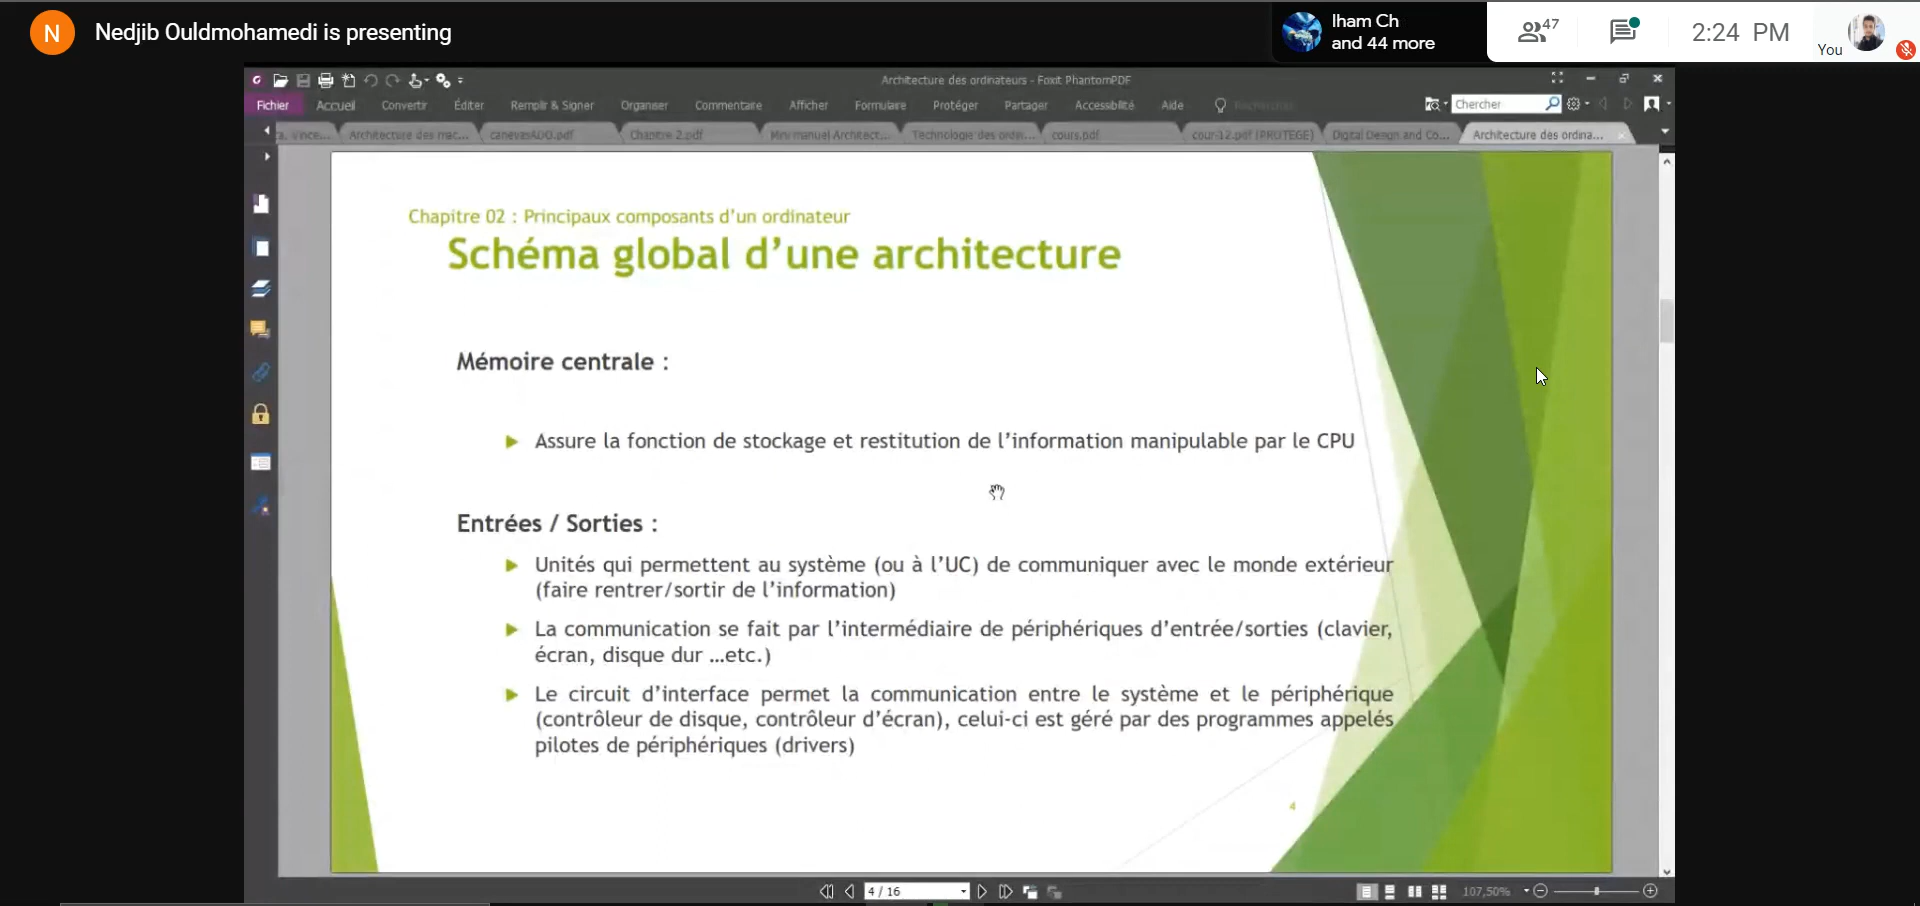 N
Nedjib Ouldmohamedi is presenting
Iham Ch
and 44 more
47
2:24 PM
You
Architecture des ordinateurs - Foxit PhantomPDF
Fichier Accueil Convertir Éditer Remplir & Signer Organiser Commentaire Afficher Formulaire Protéger Partager Accessibilité Aide
Chercher
Architecture des mac... canevasADO.pdf Chapitre 2.pdf Mini manuel Architect... Technologie des ordin... cours.pdf cour-12.pdf (PROTEGE) Digital Design and Co... Architecture des ordina...
Chapitre 02 : Principaux composants d’un ordinateur
Schéma global d’une architecture
Mémoire centrale :
Assure la fonction de stockage et restitution de l’information manipulable par le CPU
Entrées / Sorties :
Unités qui permettent au système (ou à l’UC) de communiquer avec le monde extérieur
(faire rentrer/sortir de l’information)
La communication se fait par l’intermédiaire de périphériques d’entrée/sorties (clavier,
écran, disque dur …etc.)
Le circuit d’interface permet la communication entre le système et le périphérique
(contrôleur de disque, contrôleur d’écran), celui-ci est géré par des programmes appelés
pilotes de périphériques (drivers)
4
4 / 16
107,50%